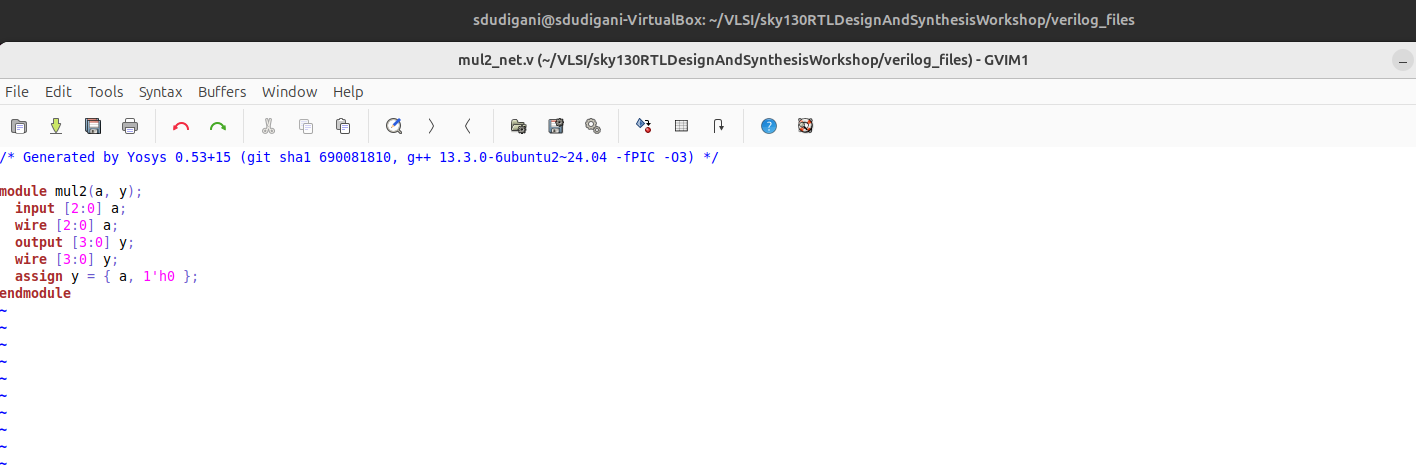 sdudigani@sdudigani-VirtualBox: ~/VLSI/sky130RTLDesignAndSynthesisWorkshop/verilog_files
mul2_net.v (~/VLSI/sky130RTLDesignAndSynthesisWorkshop/verilog_files) - GVIM1
File Edit Tools Syntax Buffers Window Help
/* Generated by Yosys 0.53+15 (git sha1 690081810, g++ 13.3.0-6ubuntu2~24.04 -fPIC -O3) */
module mul2(a, y);
  input [2:0] a;
  wire [2:0] a;
  output [3:0] y;
  wire [3:0] y;
  assign y = { a, 1'h0 };
endmodule
~
~
~
~
~
~
~
~
~
~